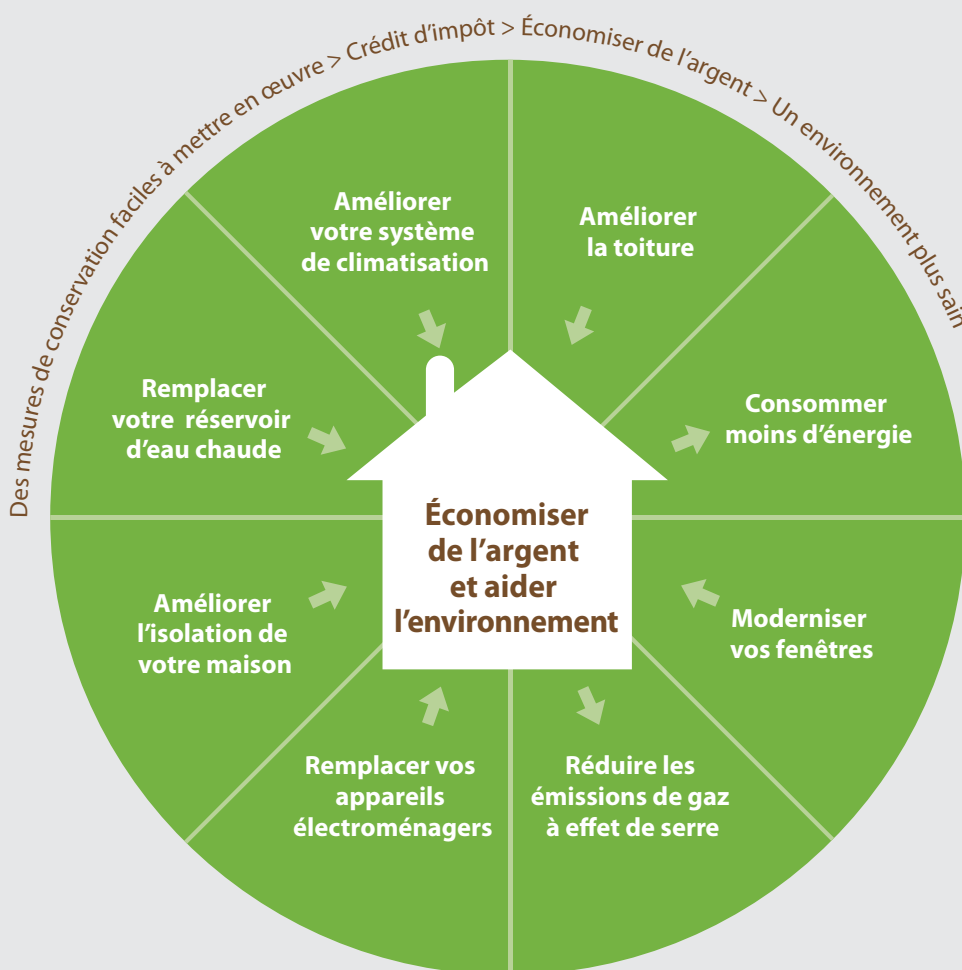 Des mesures de conservation faciles à mettre en œuvre > Crédit d'impôt > Économiser de l'argent > Un environnement plus sain
Améliorer
votre système
de climatisation
Améliorer
la toiture
Remplacer
votre réservoir
d'eau chaude
Consommer
moins d'énergie
Économiser
de l'argent
et aider
l'environnement
Améliorer
l'isolation de
votre maison
Moderniser
vos fenêtres
Remplacer vos
appareils
électroménagers
Réduire les
émissions de gaz
à effet de serre